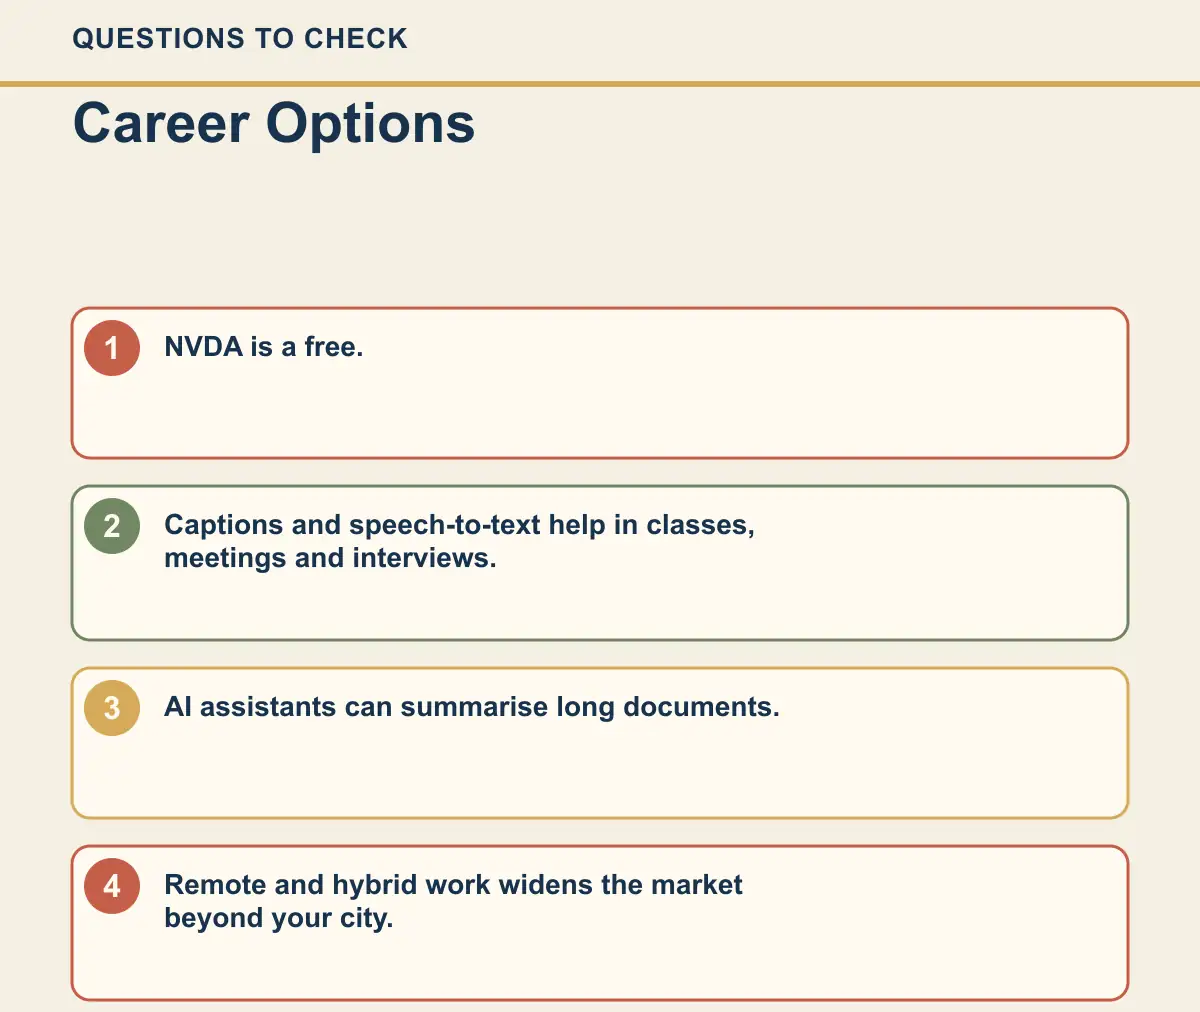 QUESTIONS TO CHECK
Career Options
1
NVDA is a free.
2
Captions and speech-to-text help in classes,
meetings and interviews.
3
AI assistants can summarise long documents.
4
Remote and hybrid work widens the market
beyond your city.